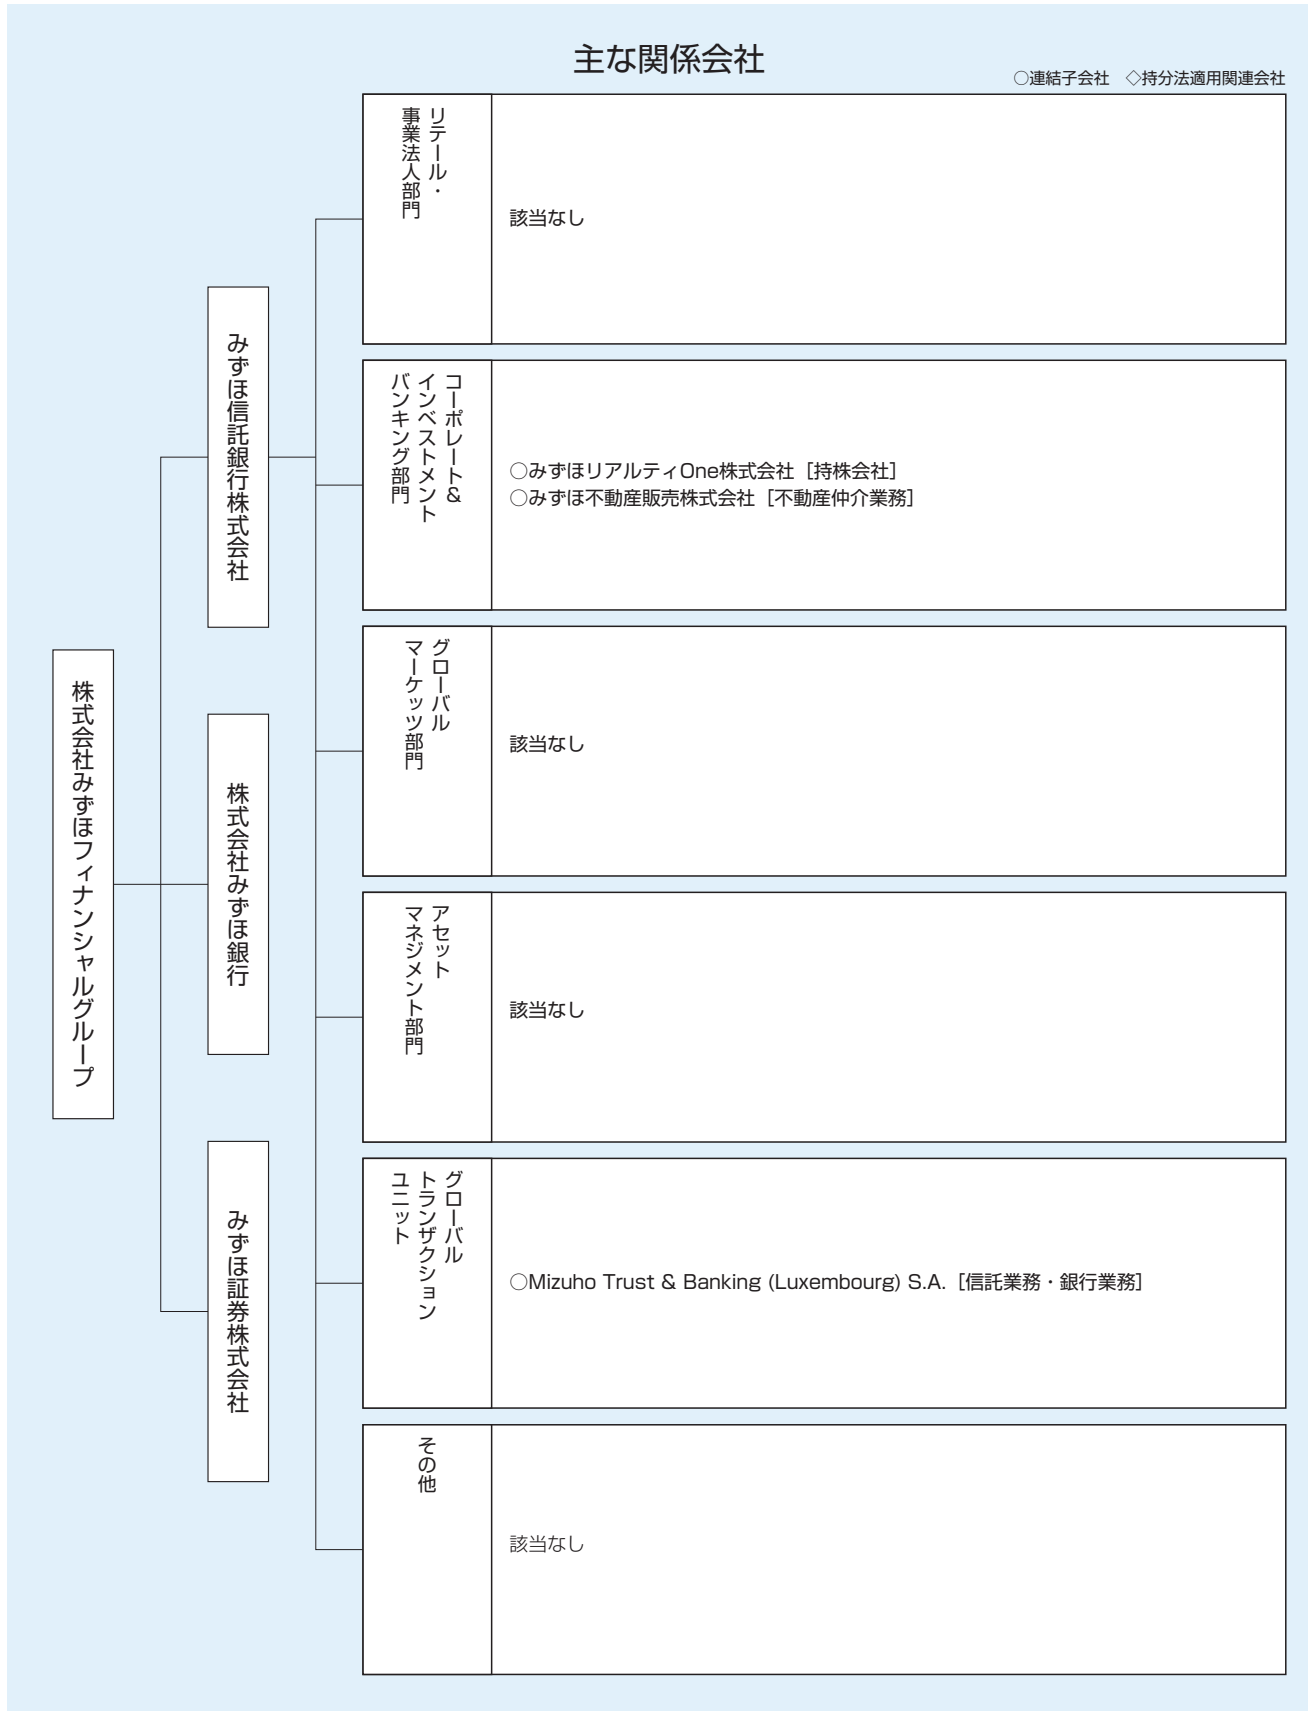 主な関係会社
○連結子会社　◇持分法適用関連会社
株式会社みずほフィナンシャルグループ
みずほ信託銀行株式会社
株式会社みずほ銀行
みずほ証券株式会社
リテール・
事業法人部門
該当なし
コーポレート＆
インベストメント
バンキング部門
○みずほリアルティOne株式会社［持株会社］
○みずほ不動産販売株式会社［不動産仲介業務］
グローバル
マーケッツ部門
該当なし
アセット
マネジメント部門
該当なし
グローバル
トランザクション
ユニット
○Mizuho Trust & Banking (Luxembourg) S.A.［信託業務・銀行業務］
その他
該当なし